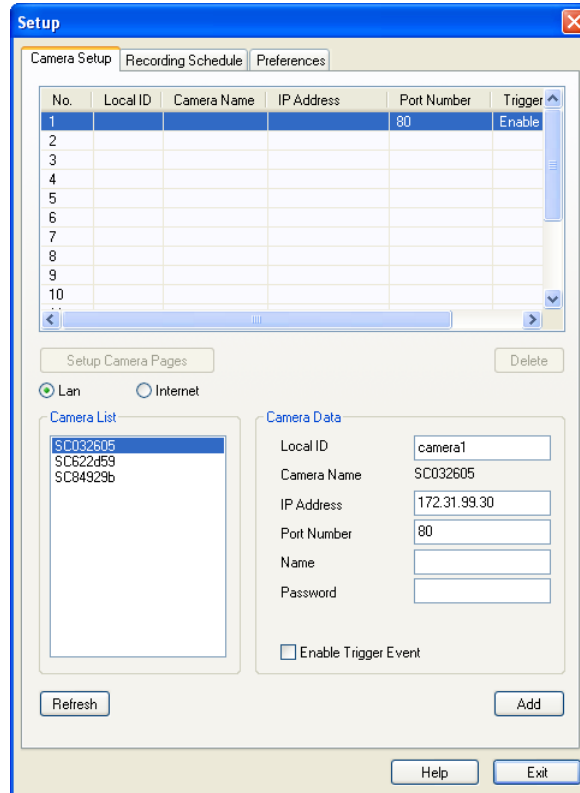 Setup
Camera Setup Recording Schedule Preferences
No. Local ID Camera Name IP Address Port Number Trigger
1 80 Enable
2
3
4
5
6
7
8
9
10
Setup Camera Pages Delete
Lan Internet
Camera List
SC032605
SC622d59
SC84929b
Camera Data
Local ID camera1
Camera Name SC032605
IP Address 172.31.99.30
Port Number 80
Name
Password
Enable Trigger Event
Refresh Add
Help Exit